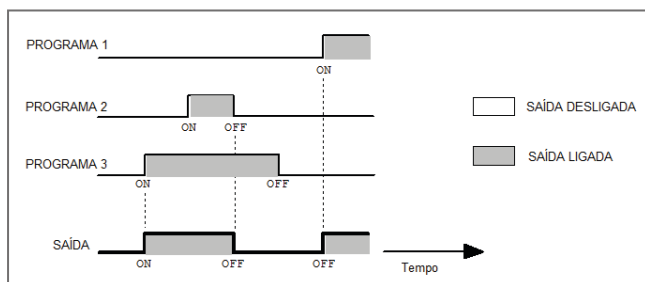 PROGRAMA 1
ON
PROGRAMA 2
ON OFF
SAÍDA DESLIGADA
PROGRAMA 3
SAÍDA LIGADA
ON OFF
SAÍDA
ON OFF OFF
Tempo